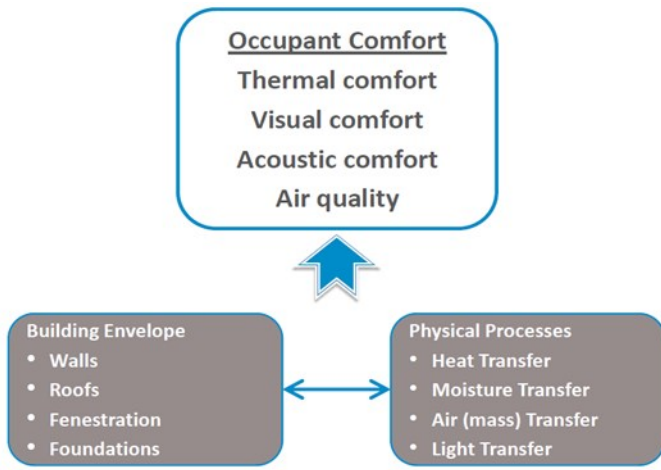 Occupant Comfort
Thermal comfort
Visual comfort
Acoustic comfort
Air quality
Building Envelope
• Walls
• Roofs
• Fenestration
• Foundations
Physical Processes
• Heat Transfer
• Moisture Transfer
• Air (mass) Transfer
• Light Transfer